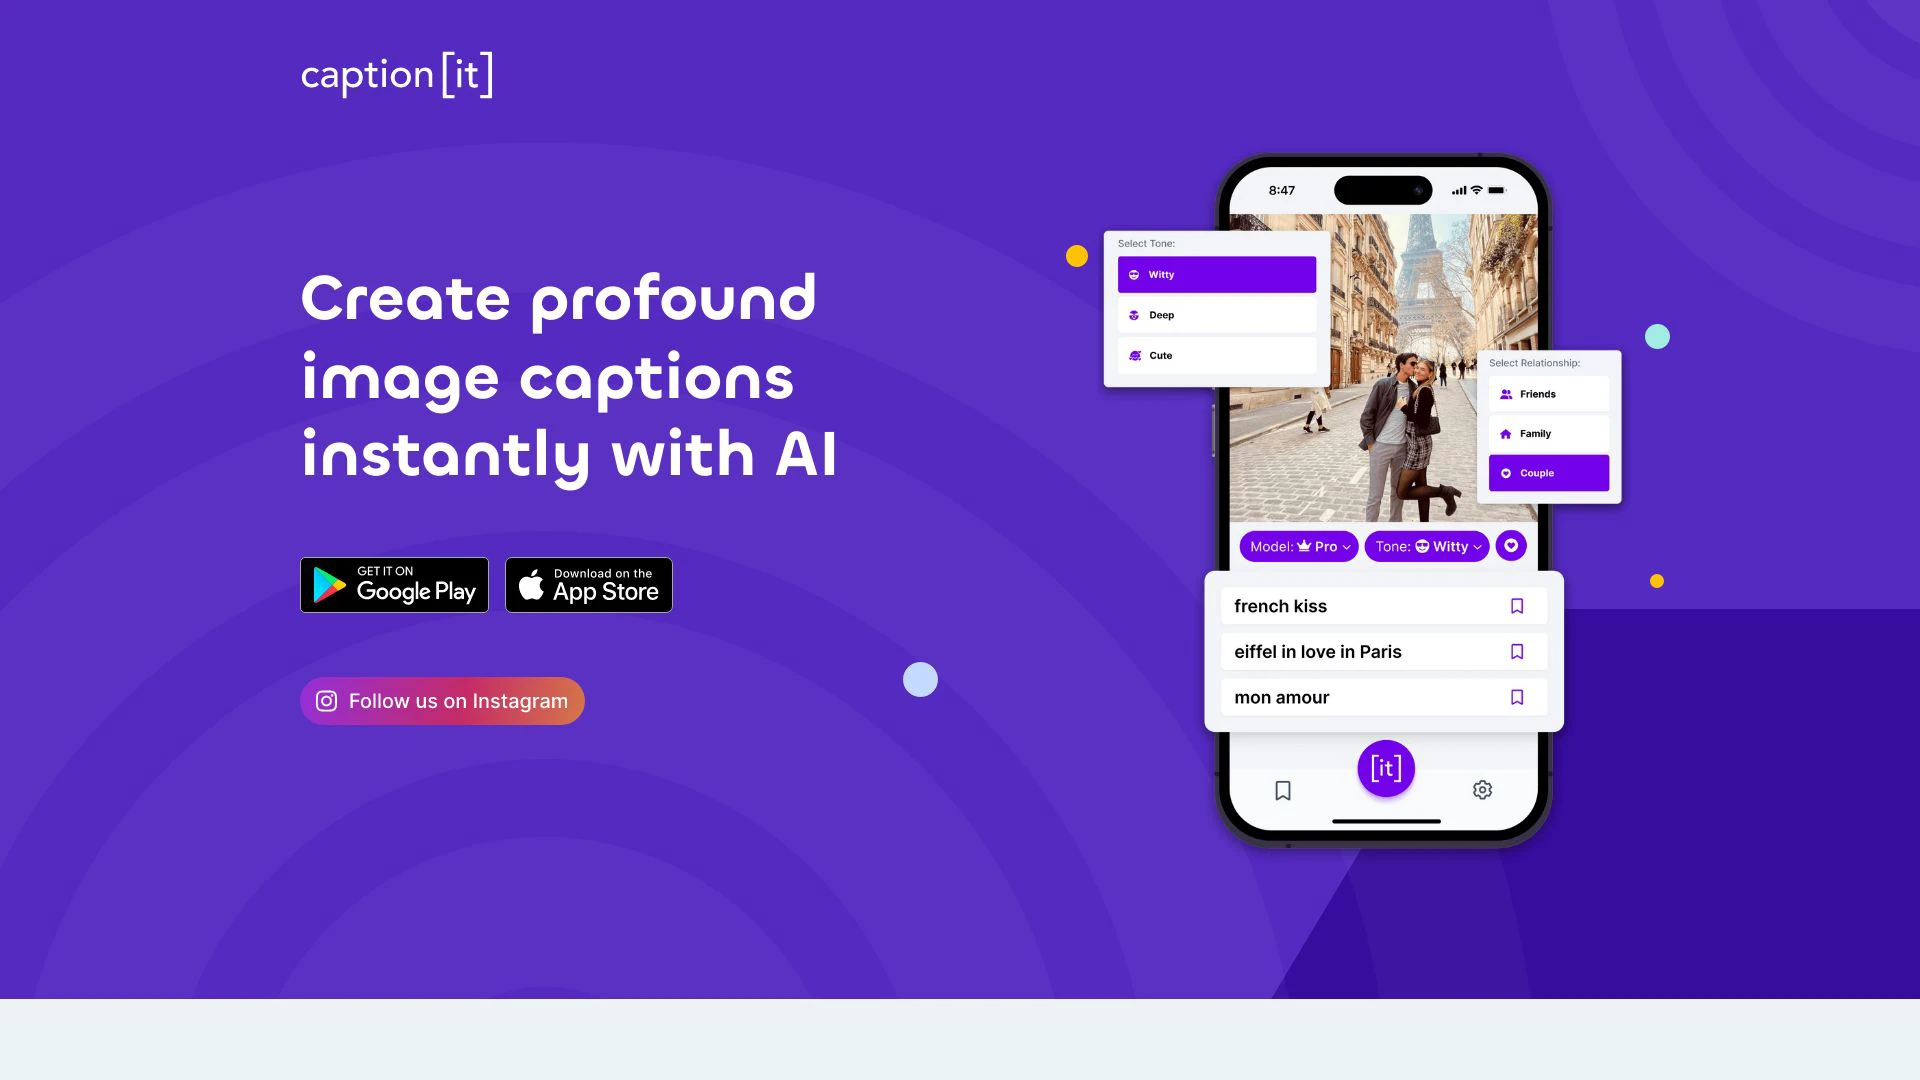 caption[it]
Create profound
image captions
instantly with AI
GET IT ON
Google Play
Download on the
App Store
Follow us on Instagram
8:47
Select Tone:
Witty
Deep
Cute
Select Relationship:
Friends
Family
Couple
Model: Pro
Tone: Witty
french kiss
eiffel in love in Paris
mon amour
[it]